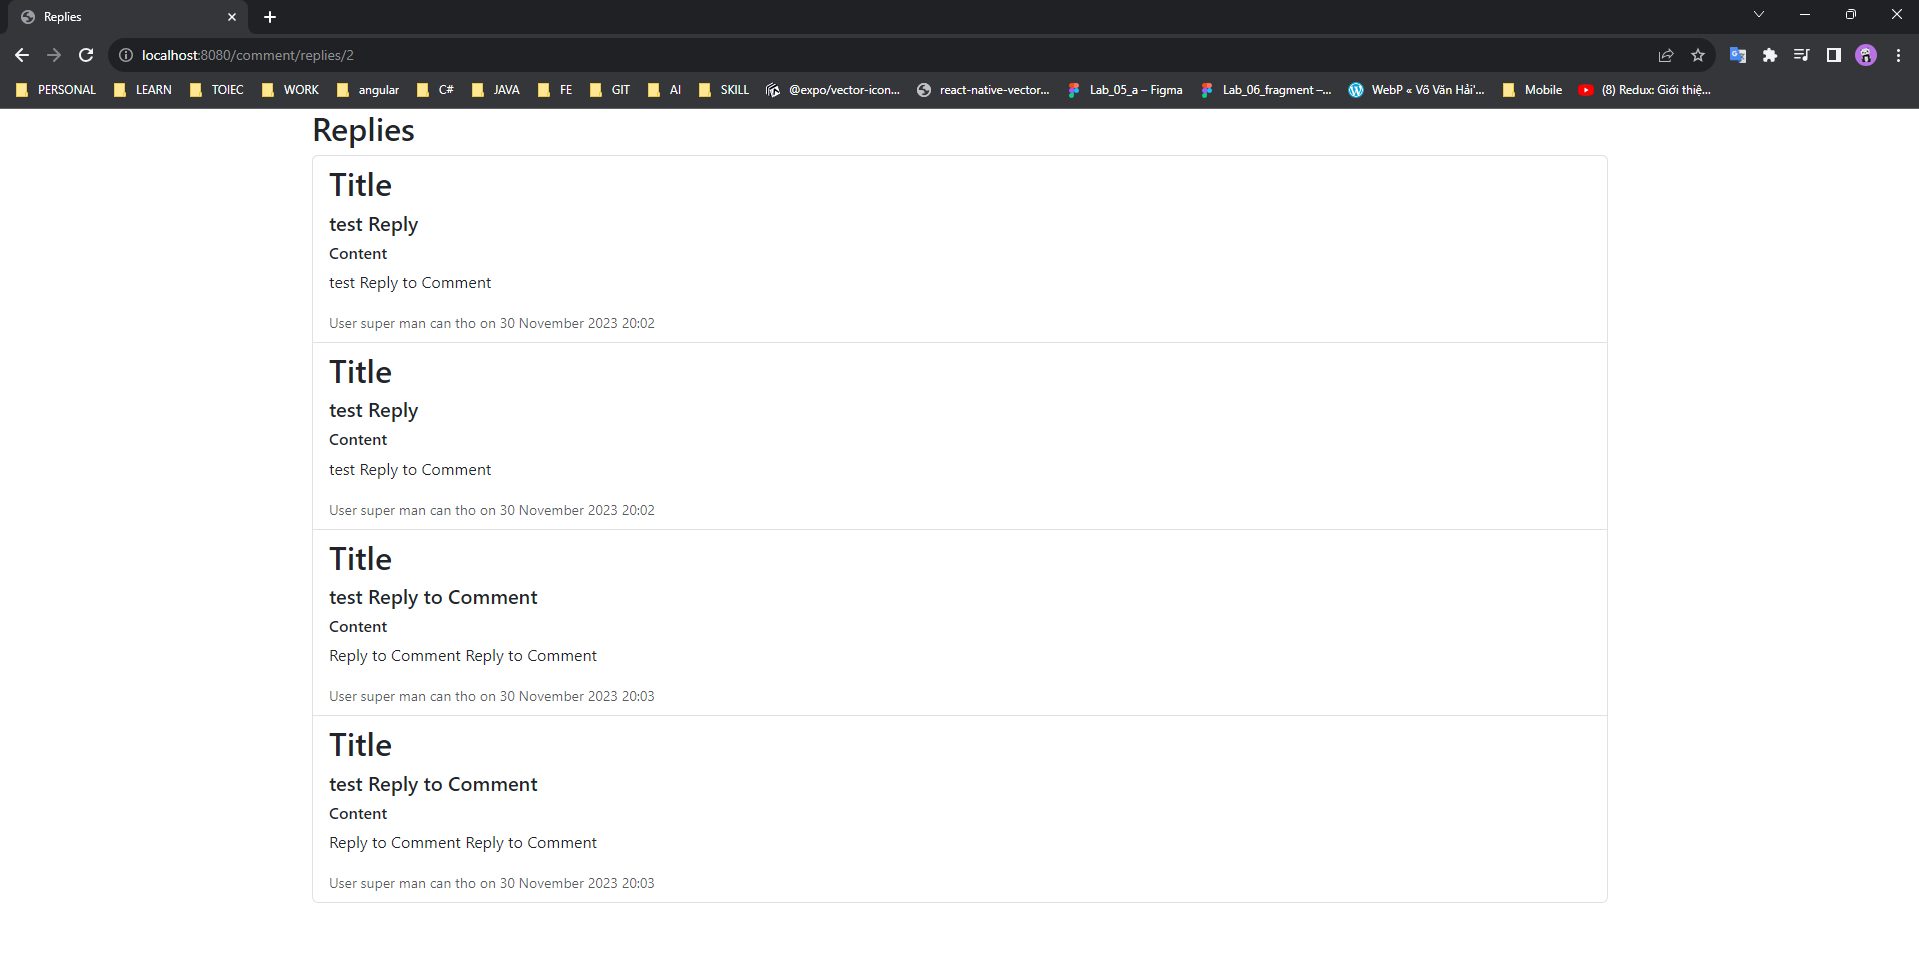 Replies
localhost:8080/comment/replies/2
PERSONAL LEARN TOIEC WORK angular C# JAVA FE GIT AI SKILL @expo/vector-icon... react-native-vector... Lab_05_a – Figma Lab_06_fragment –... WebP « Võ Văn Hải'... Mobile (8) Redux: Giới thiệ...
Replies
Title
test Reply
Content
test Reply to Comment
User super man can tho on 30 November 2023 20:02
Title
test Reply
Content
test Reply to Comment
User super man can tho on 30 November 2023 20:02
Title
test Reply to Comment
Content
Reply to Comment Reply to Comment
User super man can tho on 30 November 2023 20:03
Title
test Reply to Comment
Content
Reply to Comment Reply to Comment
User super man can tho on 30 November 2023 20:03